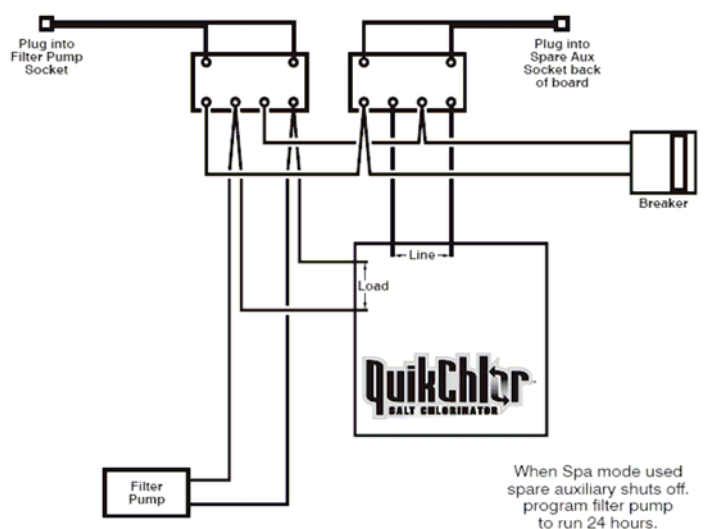 Plug into
Filter Pump
Socket
Plug into
Spare Aux
Socket back
of board
Breaker
Line
Load
QuikChlor
SALT CHLORINATOR
Filter
Pump
When Spa mode used
spare auxiliary shuts off.
program filter pump
to run 24 hours.